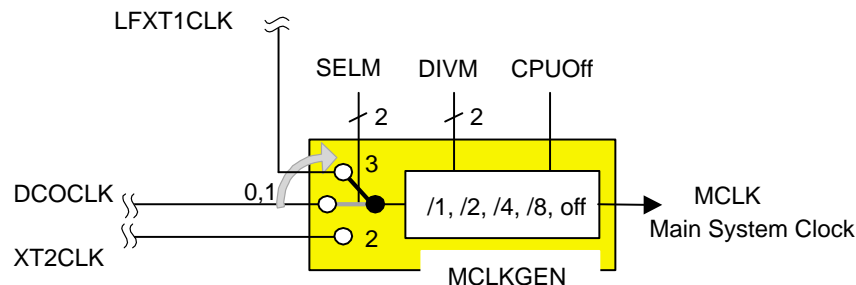 LFXT1CLK
SELM DIVM CPUOff
2 2
3
DCOCLK 0,1 /1, /2, /4, /8, off MCLK
Main System Clock
2
XT2CLK
MCLKGEN